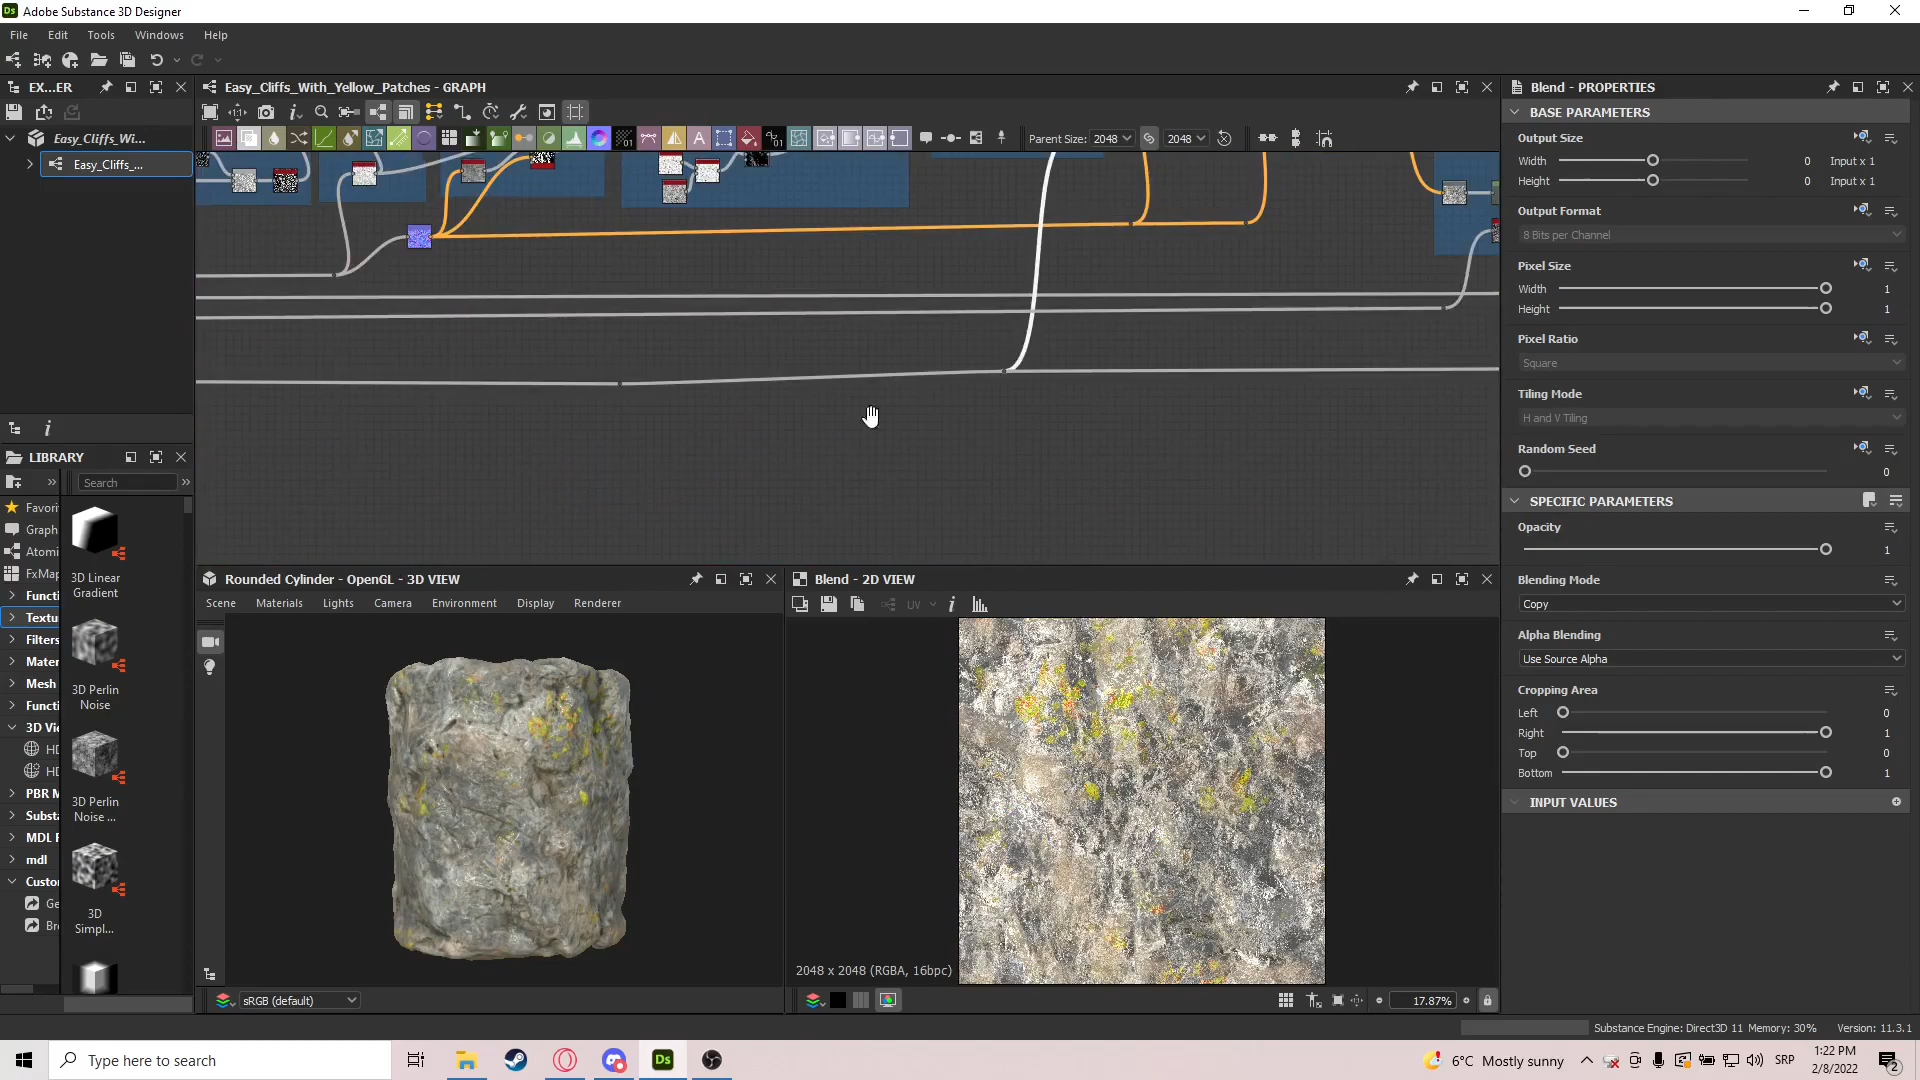 Adobe Substance 3D Designer
File Edit Tools Windows Help
EX...ER
Easy_Cliffs_Wi...
Easy_Cliffs_...
Easy_Cliffs_With_Yellow_Patches - GRAPH
Parent Size: 2048 2048
LIBRARY
Search
Favori
Graph
Atomi
FxMap
Functi
Textu
Filters
Mater
Mesh
Functi
3D Vie
HD
HD
PBR M
Substa
MDL F
mdl
Custo
Ge
Br
3D Linear
Gradient
3D Perlin
Noise
3D Perlin
Noise ...
3D
Simpl...
Rounded Cylinder - OpenGL - 3D VIEW
Scene Materials Lights Camera Environment Display Renderer
sRGB (default)
Blend - 2D VIEW
UV
2048 x 2048 (RGBA, 16bpc)
17.87%
Blend - PROPERTIES
BASE PARAMETERS
Output Size
Width 0 Input x 1
Height 0 Input x 1
Output Format
8 Bits per Channel
Pixel Size
Width 1
Height 1
Pixel Ratio
Square
Tiling Mode
H and V Tiling
Random Seed
0
SPECIFIC PARAMETERS
Opacity
1
Blending Mode
Copy
Alpha Blending
Use Source Alpha
Cropping Area
Left 0
Right 1
Top 0
Bottom 1
INPUT VALUES
Substance Engine: Direct3D 11 Memory: 30% Version: 11.3.1
Type here to search
Ds
6°C Mostly sunny
SRP
1:22 PM
2/8/2022
2